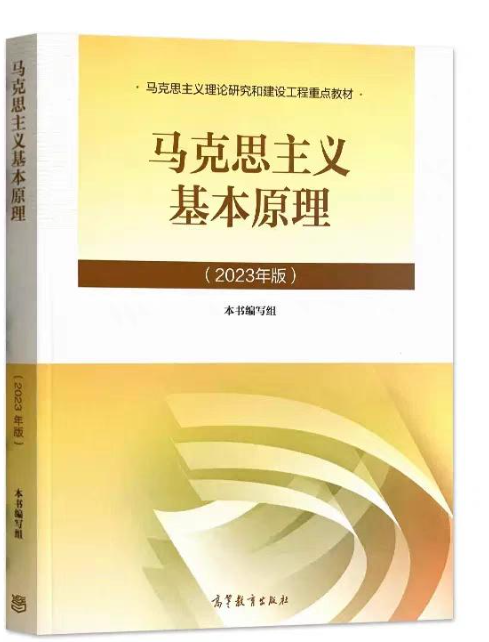 · 马克思主义理论研究和建设工程重点教材 ·
马克思主义
基本原理
（2023年版）
本书编写组
高等教育出版社
马克思主义基本原理
（2023年版）
本书编写组